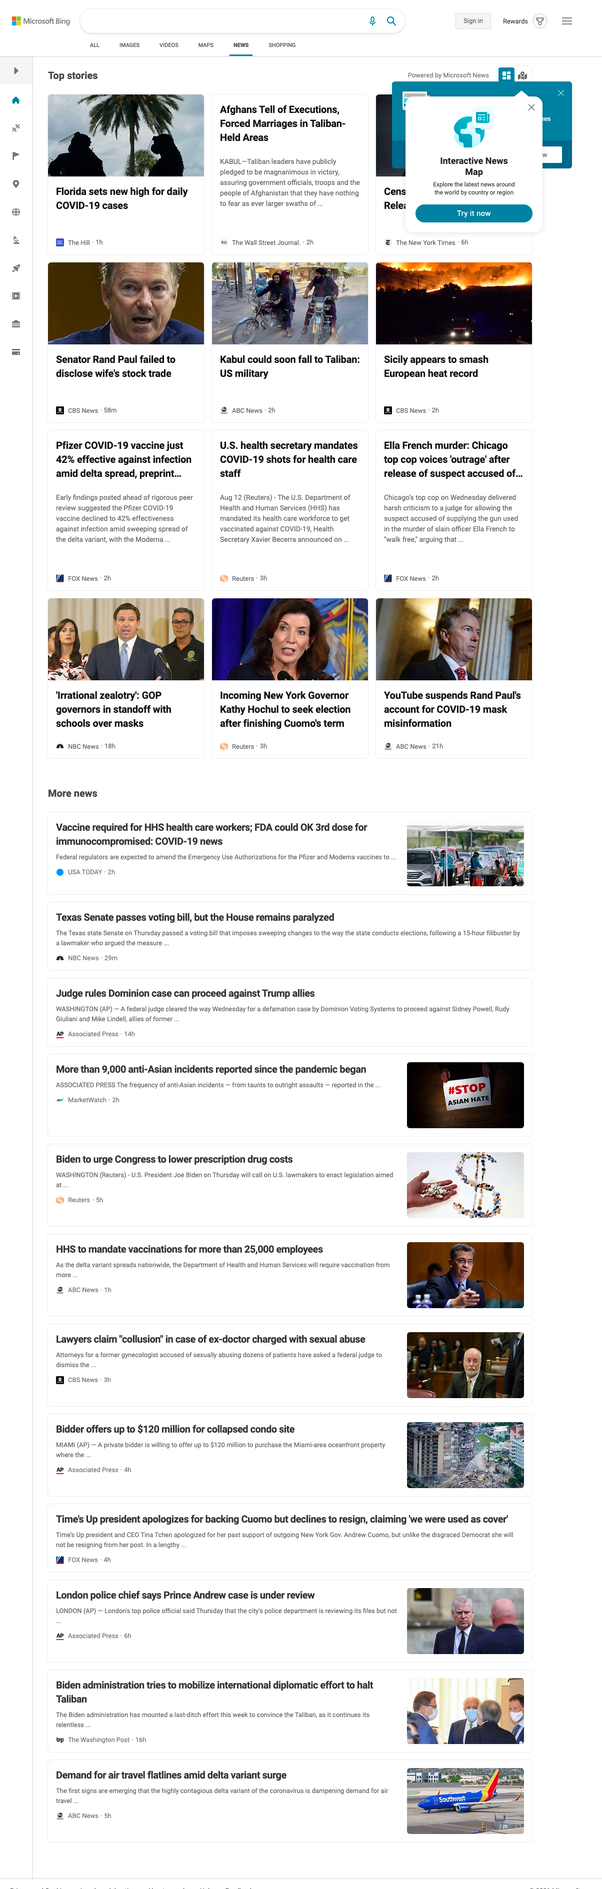 Microsoft Bing
Sign in
Rewards
ALL
IMAGES
VIDEOS
MAPS
NEWS
SHOPPING
Top stories
Powered by Microsoft News
Interactive News
Map
Explore the latest news around
the world by country or region
Try it now
Florida sets new high for daily
COVID-19 cases
The Hill · 1h
Afghans Tell of Executions,
Forced Marriages in Taliban-
Held Areas
KABUL—Taliban leaders have publicly
pledged to be magnanimous in victory,
assuring government officials, troops and the
people of Afghanistan that they have nothing
to fear as ever larger swaths of ...
The Wall Street Journal. · 2h
Cens
Relea
The New York Times · 6h
Senator Rand Paul failed to
disclose wife's stock trade
CBS News · 58m
Kabul could soon fall to Taliban:
US military
ABC News · 2h
Sicily appears to smash
European heat record
CBS News · 2h
Pfizer COVID-19 vaccine just
42% effective against infection
amid delta spread, preprint...
Early findings posted ahead of rigorous peer
review suggested the Pfizer COVID-19
vaccine declined to 42% effectiveness
against infection amid sweeping spread of
the delta variant, with the Moderna ...
FOX News · 2h
U.S. health secretary mandates
COVID-19 shots for health care
staff
Aug 12 (Reuters) - The U.S. Department of
Health and Human Services (HHS) has
mandated its health care workforce to get
vaccinated against COVID-19, Health
Secretary Xavier Becerra announced on ...
Reuters · 3h
Ella French murder: Chicago
top cop voices 'outrage' after
release of suspect accused of...
Chicago's top cop on Wednesday delivered
harsh criticism to a judge for allowing the
suspect accused of supplying the gun used
in the murder of slain officer Ella French to
"walk free," arguing that ...
FOX News · 2h
'Irrational zealotry': GOP
governors in standoff with
schools over masks
NBC News · 18h
Incoming New York Governor
Kathy Hochul to seek election
after finishing Cuomo's term
Reuters · 3h
YouTube suspends Rand Paul's
account for COVID-19 mask
misinformation
ABC News · 21h
More news
Vaccine required for HHS health care workers; FDA could OK 3rd dose for
immunocompromised: COVID-19 news
Federal regulators are expected to amend the Emergency Use Authorizations for the Pfizer and Moderna vaccines to ...
USA TODAY · 2h
Texas Senate passes voting bill, but the House remains paralyzed
The Texas state Senate on Thursday passed a voting bill that imposes sweeping changes to the way the state conducts elections, following a 15-hour filibuster by
a lawmaker who argued the measure ...
NBC News · 29m
Judge rules Dominion case can proceed against Trump allies
WASHINGTON (AP) — A federal judge cleared the way Wednesday for a defamation case by Dominion Voting Systems to proceed against Sidney Powell, Rudy
Giuliani and Mike Lindell, allies of former ...
AP Associated Press · 14h
More than 9,000 anti-Asian incidents reported since the pandemic began
ASSOCIATED PRESS The frequency of anti-Asian incidents — from taunts to outright assaults — reported in the ...
MarketWatch · 2h
#STOP
ASIAN HATE
Biden to urge Congress to lower prescription drug costs
WASHINGTON (Reuters) - U.S. President Joe Biden on Thursday will call on U.S. lawmakers to enact legislation aimed
at ...
Reuters · 5h
HHS to mandate vaccinations for more than 25,000 employees
As the delta variant spreads nationwide, the Department of Health and Human Services will require vaccination from
more ...
ABC News · 1h
Lawyers claim "collusion" in case of ex-doctor charged with sexual abuse
Attorneys for a former gynecologist accused of sexually abusing dozens of patients have asked a federal judge to
dismiss the ...
CBS News · 3h
Bidder offers up to $120 million for collapsed condo site
MIAMI (AP) — A private bidder is willing to offer up to $120 million to purchase the Miami-area oceanfront property
where the ...
AP Associated Press · 4h
Time's Up president apologizes for backing Cuomo but declines to resign, claiming 'we were used as cover'
Time's Up president and CEO Tina Tchen apologized for her past support of outgoing New York Gov. Andrew Cuomo, but unlike the disgraced Democrat she will
not be resigning from her post. In a lengthy ...
FOX News · 4h
London police chief says Prince Andrew case is under review
LONDON (AP) — London's top police official said Thursday that the city's police department is reviewing its files but not
...
AP Associated Press · 6h
Biden administration tries to mobilize international diplomatic effort to halt
Taliban
The Biden administration has mounted a last-ditch effort this week to convince the Taliban, as it continues its
relentless ...
wp The Washington Post · 16h
Demand for air travel flatlines amid delta variant surge
The first signs are emerging that the highly contagious delta variant of the coronavirus is dampening demand for air
travel ...
ABC News · 5h
Southwest